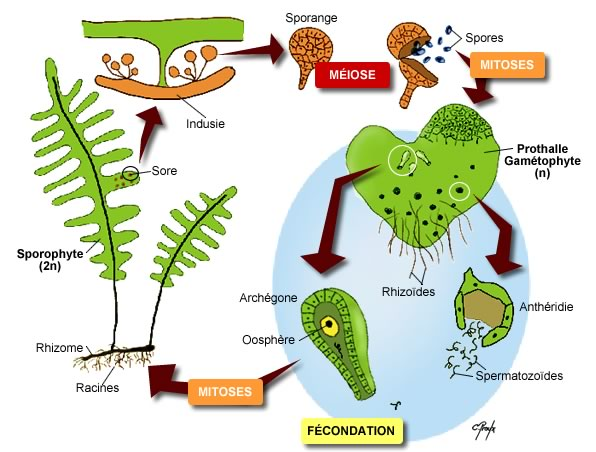 Sporange
Spores
MÉIOSE
MITOSES
Indusie
Sore
Prothalle
Gamétophyte
(n)
Sporophyte
(2n)
Rhizoïdes
Archégone
Anthéridie
Oosphère
Rhizome
Racines
Spermatozoïdes
MITOSES
FÉCONDATION